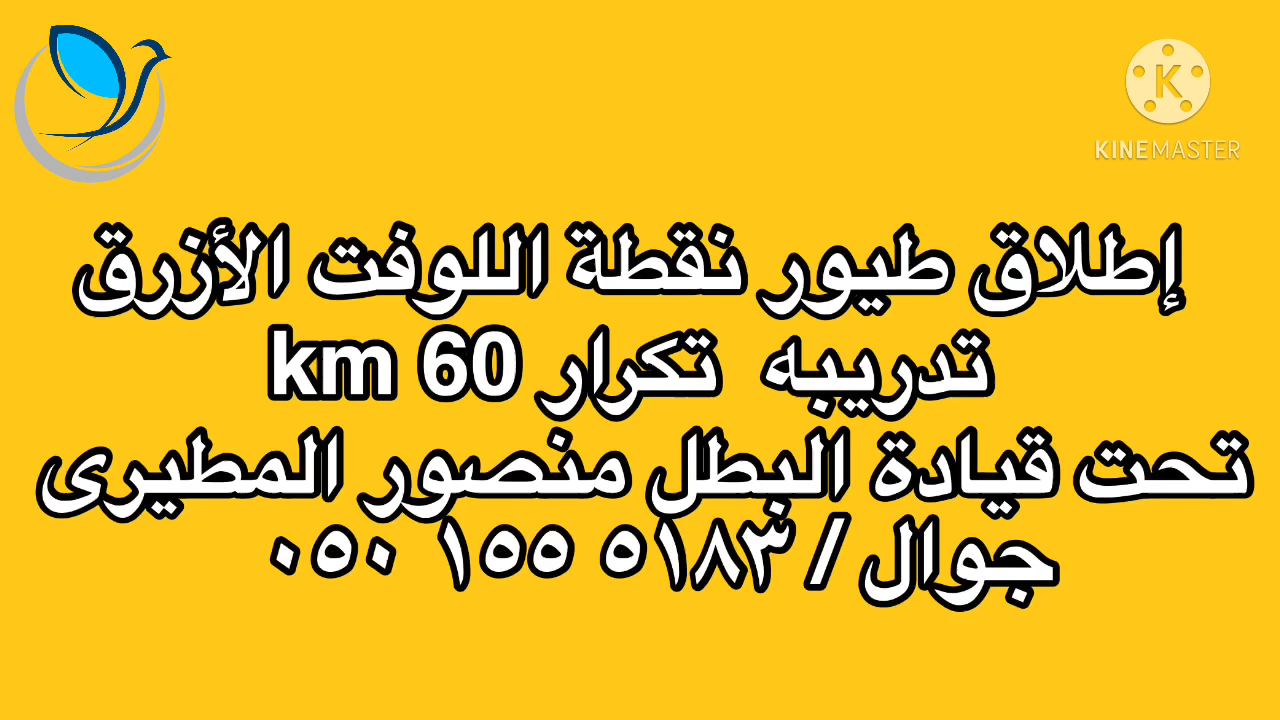 K
KINEMASTER
إطلاق طيور نقطة اللوفت الأزرق
تدريبه تكرار 60 km
تحت قيادة البطل منصور المطيرى
جوال / ٥١٨٣ ١٥٥ ٠٥٠